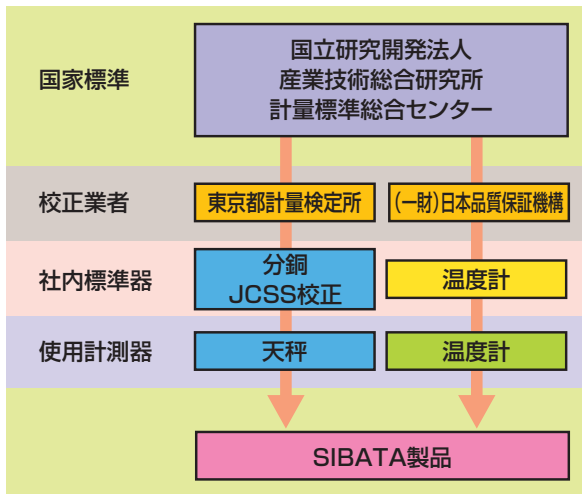 国家標準
国立研究開発法人
産業技術総合研究所
計量標準総合センター
校正業者
東京都計量検定所
(一財)日本品質保証機構
社内標準器
分銅
JCSS校正
温度計
使用計測器
天秤
温度計
SIBATA製品